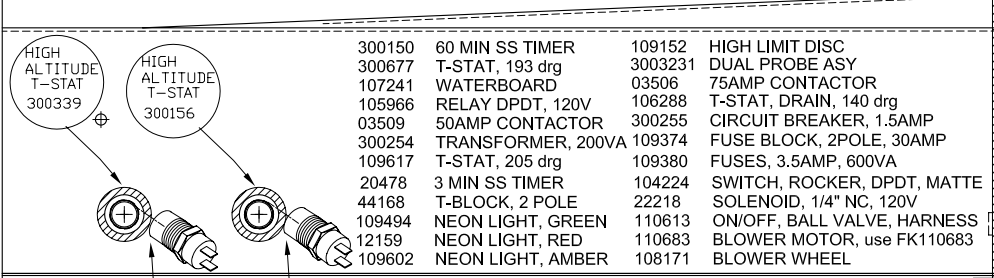 HIGH
ALTITUDE
T-STAT
300339
HIGH
ALTITUDE
T-STAT
300156
300150 60 MIN SS TIMER
300677 T-STAT, 193 drg
107241 WATERBOARD
105966 RELAY DPDT, 120V
03509 50AMP CONTACTOR
300254 TRANSFORMER, 200VA
109617 T-STAT, 205 drg
20478 3 MIN SS TIMER
44168 T-BLOCK, 2 POLE
109494 NEON LIGHT, GREEN
12159 NEON LIGHT, RED
109602 NEON LIGHT, AMBER
109152 HIGH LIMIT DISC
3003231 DUAL PROBE ASY
03506 75AMP CONTACTOR
106288 T-STAT, DRAIN, 140 drg
300255 CIRCUIT BREAKER, 1.5AMP
109374 FUSE BLOCK, 2POLE, 30AMP
109380 FUSES, 3.5AMP, 600VA
104224 SWITCH, ROCKER, DPDT, MATTE
22218 SOLENOID, 1/4" NC, 120V
110613 ON/OFF, BALL VALVE, HARNESS
110683 BLOWER MOTOR, use FK110683
108171 BLOWER WHEEL